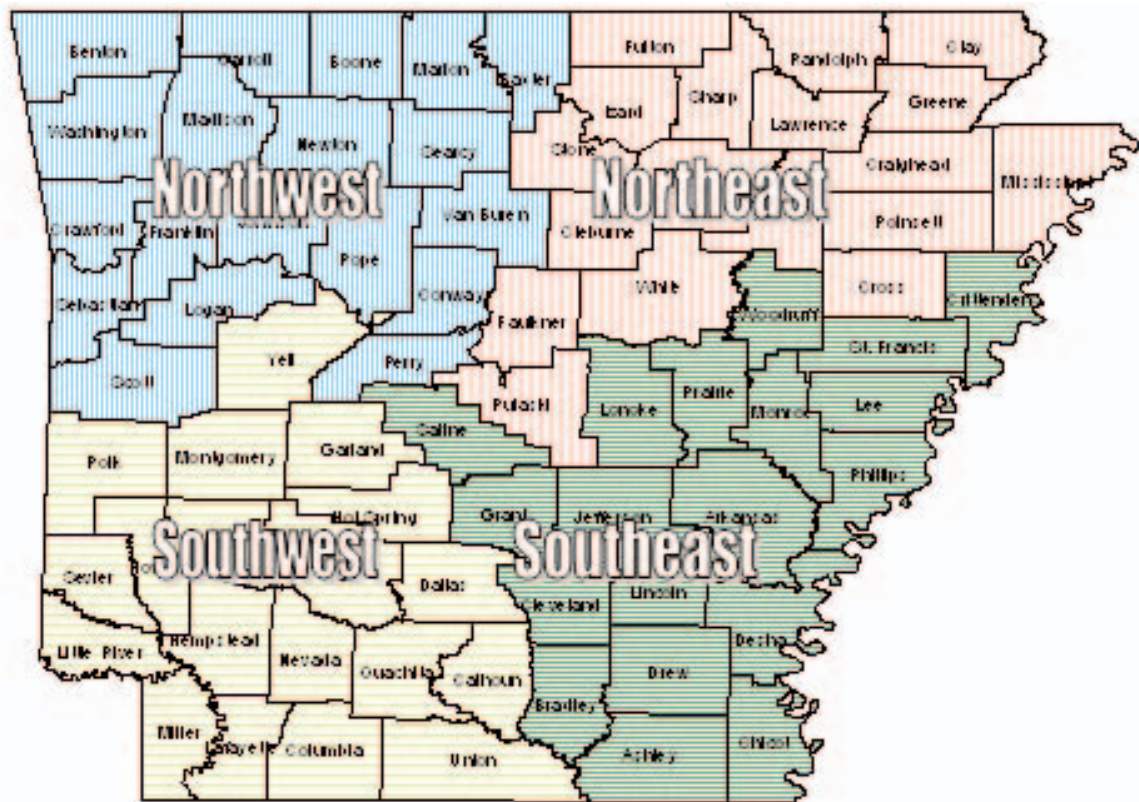 Benton
Carroll
Boone
Marion
Baxter
Fulton
Randolph
Clay
Washington
Madison
Newton
Searcy
Izard
Sharp
Lawrence
Greene
Stone
Craighead
Mississippi
Northwest
Northeast
Crawford
Franklin
Pope
Van Buren
Cleburne
Poinsett
Sebastian
Logan
Conway
Faulkner
White
Woodruff
Cross
Crittenden
Scott
Yell
Perry
Pulaski
Lonoke
Prairie
Monroe
St. Francis
Lee
Polk
Montgomery
Garland
Saline
Phillips
Hot Spring
Grant
Jefferson
Arkansas
Southwest
Southeast
Sevier
Dallas
Cleveland
Lincoln
Little River
Hempstead
Nevada
Ouachita
Calhoun
Bradley
Drew
Desha
Miller
Lafayette
Columbia
Union
Ashley
Chicot